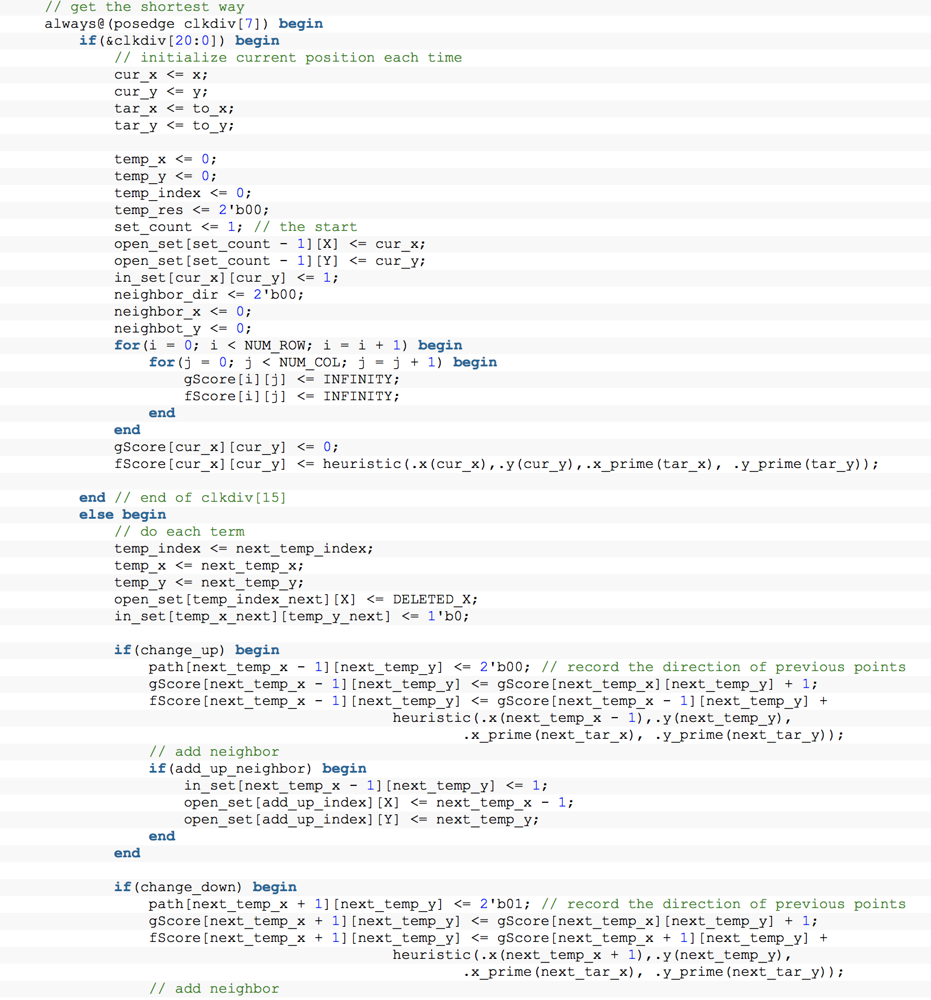 // get the shortest way
always@(posedge clkdiv[7]) begin
    if(&clkdiv[20:0]) begin
        // initialize current position each time
        cur_x <= x;
        cur_y <= y;
        tar_x <= to_x;
        tar_y <= to_y;

        temp_x <= 0;
        temp_y <= 0;
        temp_index <= 0;
        temp_res <= 2'b00;
        set_count <= 1; // the start
        open_set[set_count - 1][X] <= cur_x;
        open_set[set_count - 1][Y] <= cur_y;
        in_set[cur_x][cur_y] <= 1;
        neighbor_dir <= 2'b00;
        neighbor_x <= 0;
        neighbot_y <= 0;
        for(i = 0; i < NUM_ROW; i = i + 1) begin
            for(j = 0; j < NUM_COL; j = j + 1) begin
                gScore[i][j] <= INFINITY;
                fScore[i][j] <= INFINITY;
            end
        end
        gScore[cur_x][cur_y] <= 0;
        fScore[cur_x][cur_y] <= heuristic(.x(cur_x),.y(cur_y),.x_prime(tar_x), .y_prime(tar_y));

    end // end of clkdiv[15]
    else begin
        // do each term
        temp_index <= next_temp_index;
        temp_x <= next_temp_x;
        temp_y <= next_temp_y;
        open_set[temp_index_next][X] <= DELETED_X;
        in_set[temp_x_next][temp_y_next] <= 1'b0;

        if(change_up) begin
            path[next_temp_x - 1][next_temp_y] <= 2'b00; // record the direction of previous points
            gScore[next_temp_x - 1][next_temp_y] <= gScore[next_temp_x][next_temp_y] + 1;
            fScore[next_temp_x - 1][next_temp_y] <= gScore[next_temp_x - 1][next_temp_y] +
                                        heuristic(.x(next_temp_x - 1),.y(next_temp_y),
                                                .x_prime(next_tar_x), .y_prime(next_tar_y));
            // add neighbor
            if(add_up_neighbor) begin
                in_set[next_temp_x - 1][next_temp_y] <= 1;
                open_set[add_up_index][X] <= next_temp_x - 1;
                open_set[add_up_index][Y] <= next_temp_y;
            end
        end

        if(change_down) begin
            path[next_temp_x + 1][next_temp_y] <= 2'b01; // record the direction of previous points
            gScore[next_temp_x + 1][next_temp_y] <= gScore[next_temp_x][next_temp_y] + 1;
            fScore[next_temp_x + 1][next_temp_y] <= gScore[next_temp_x + 1][next_temp_y] +
                                        heuristic(.x(next_temp_x + 1),.y(next_temp_y),
                                                .x_prime(next_tar_x), .y_prime(next_tar_y));
            // add neighbor